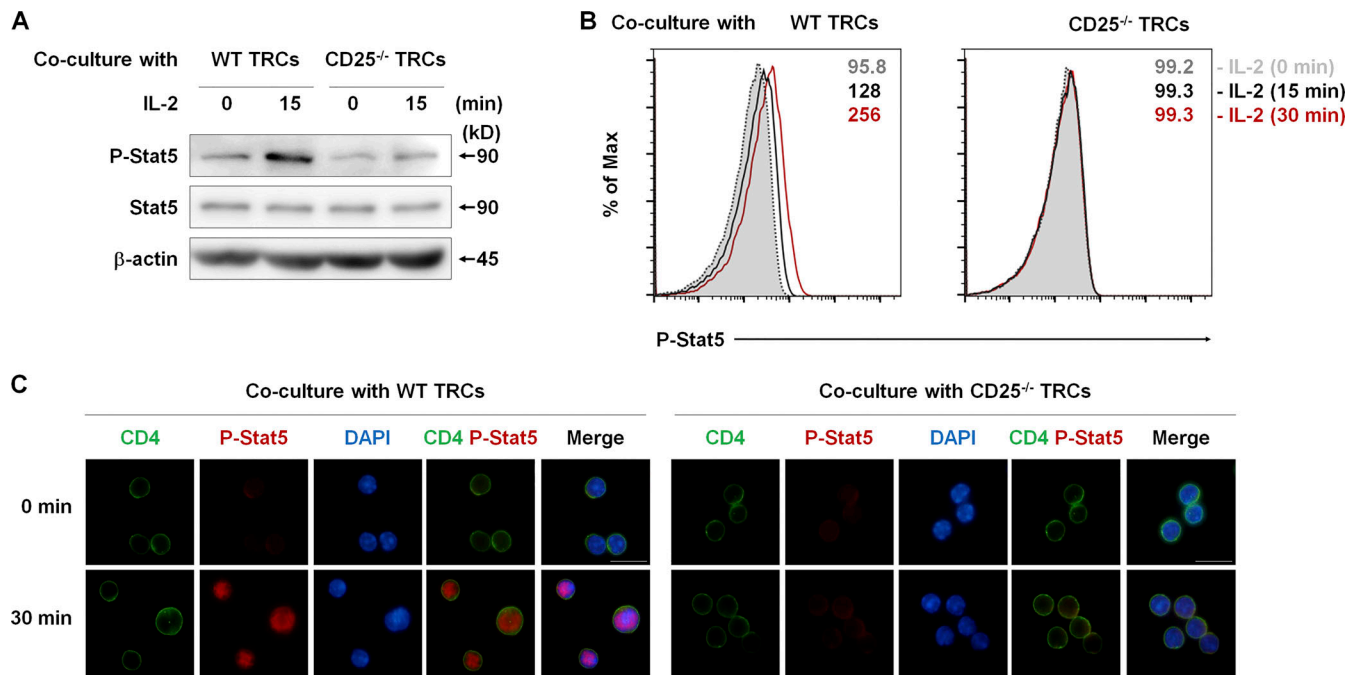 A
Co-culture with WT TRCs CD25-/- TRCs
IL-2 0 15 0 15 (min)
(kD)
P-Stat5 ←90
Stat5 ←90
β-actin ←45
B
Co-culture with WT TRCs CD25-/- TRCs
95.8 99.2 - IL-2 (0 min)
128 99.3 - IL-2 (15 min)
256 99.3 - IL-2 (30 min)
% of Max
P-Stat5
C
Co-culture with WT TRCs Co-culture with CD25-/- TRCs
CD4 P-Stat5 DAPI CD4 P-Stat5 Merge CD4 P-Stat5 DAPI CD4 P-Stat5 Merge
0 min
30 min